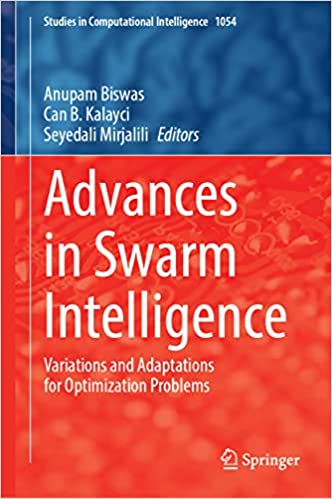 Studies in Computational Intelligence 1054
Anupam Biswas
Can B. Kalayci
Seyedali Mirjalili Editors
Advances
in Swarm
Intelligence
Variations and Adaptations
for Optimization Problems
Springer